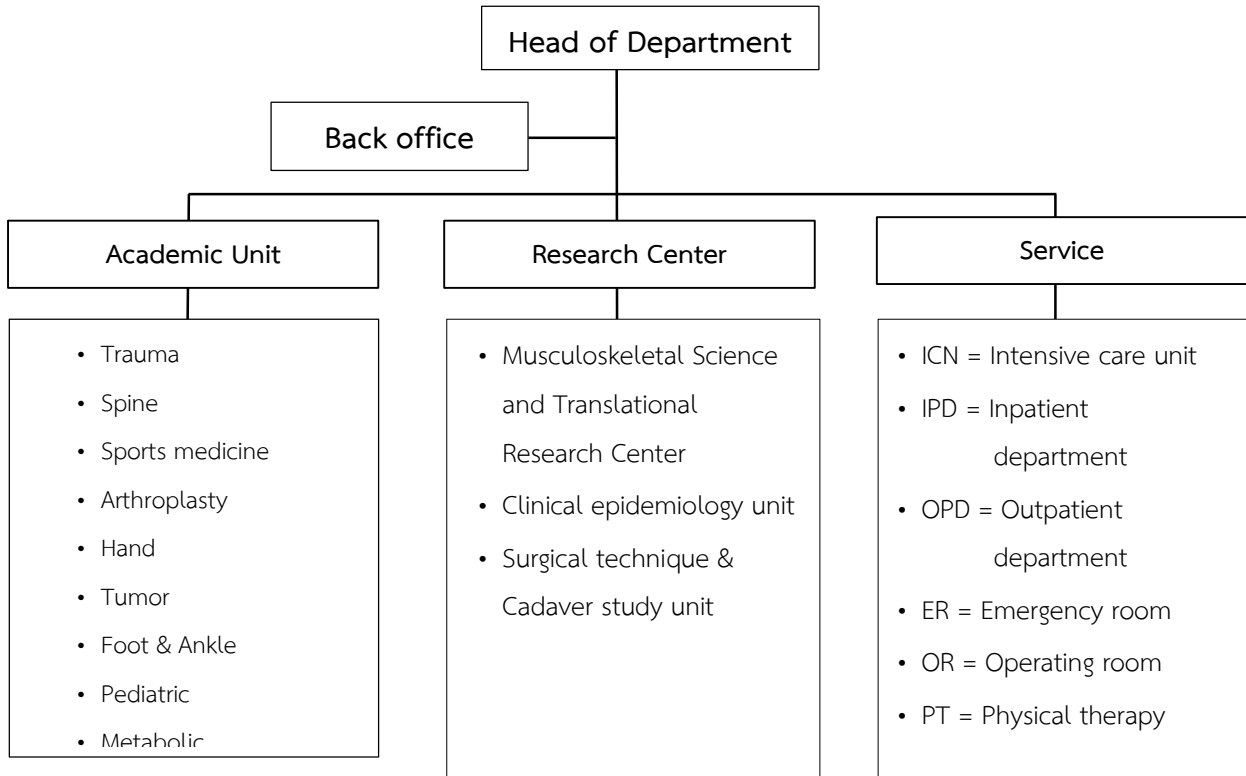 Head of Department
Back office
Academic Unit
• Trauma
• Spine
• Sports medicine
• Arthroplasty
• Hand
• Tumor
• Foot & Ankle
• Pediatric
• Metabolic
Research Center
• Musculoskeletal Science
and Translational
Research Center
• Clinical epidemiology unit
• Surgical technique &
Cadaver study unit
Service
• ICN = Intensive care unit
• IPD = Inpatient
department
• OPD = Outpatient
department
• ER = Emergency room
• OR = Operating room
• PT = Physical therapy